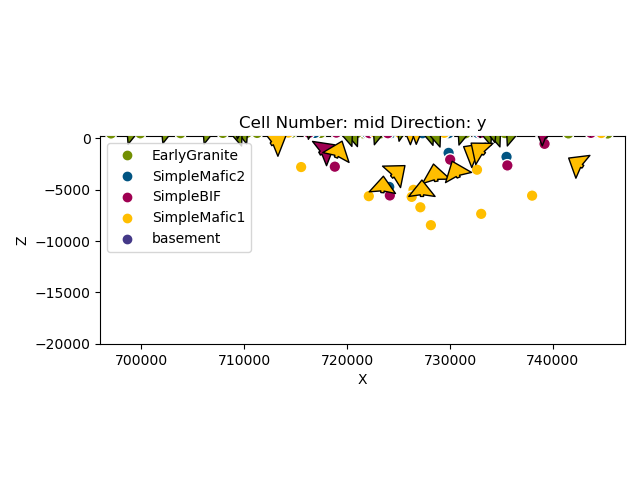 Cell Number: mid Direction: y
0
−5000
−10000
−15000
−20000
Z
EarlyGranite
SimpleMafic2
SimpleBIF
SimpleMafic1
basement
700000 710000 720000 730000 740000
X